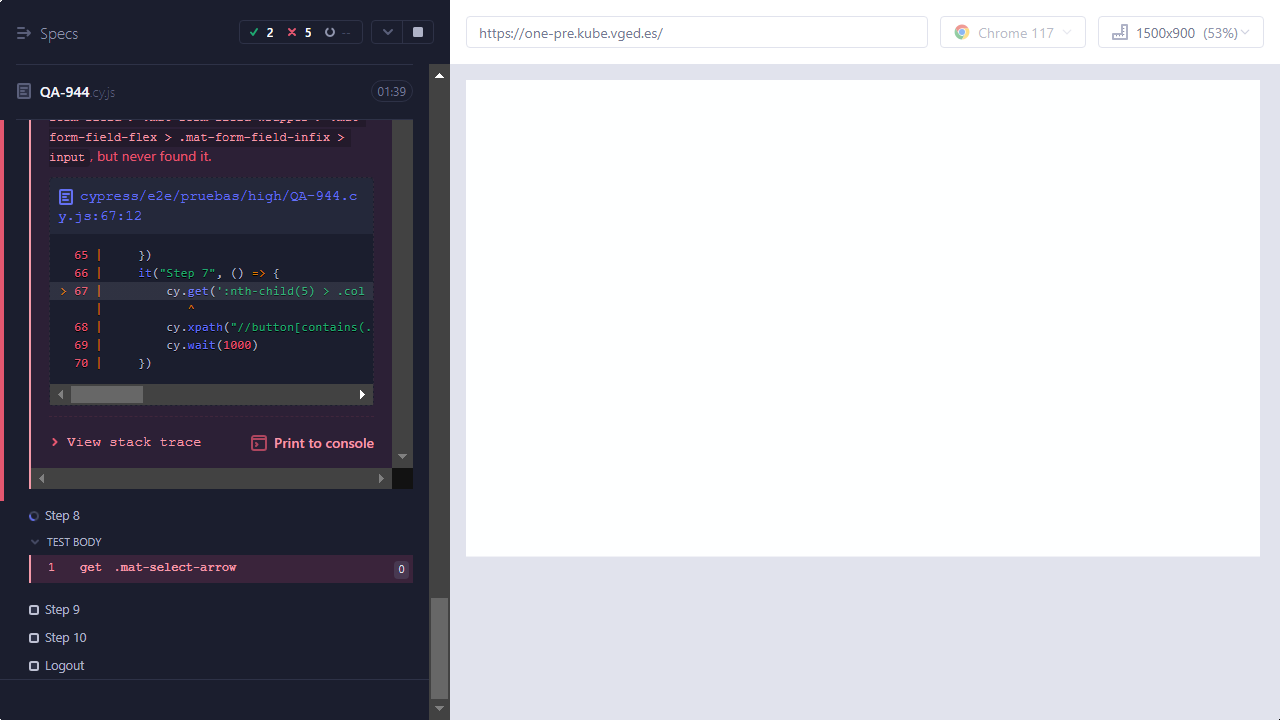 Specs
2
5
--
https://one-pre.kube.vged.es/
Chrome 117
1500x900 (53%)
QA-944.cy.js
01:39
form-field-flex > .mat-form-field-infix >
input , but never found it.
cypress/e2e/pruebas/high/QA-944.c
y.js:67:12
65 | })
66 | it("Step 7", () => {
> 67 | cy.get(':nth-child(5) > .col
| ^
68 | cy.xpath("//button[contains(.
69 | cy.wait(1000)
70 | })
> View stack trace
Print to console
Step 8
TEST BODY
1 get .mat-select-arrow 0
Step 9
Step 10
Logout